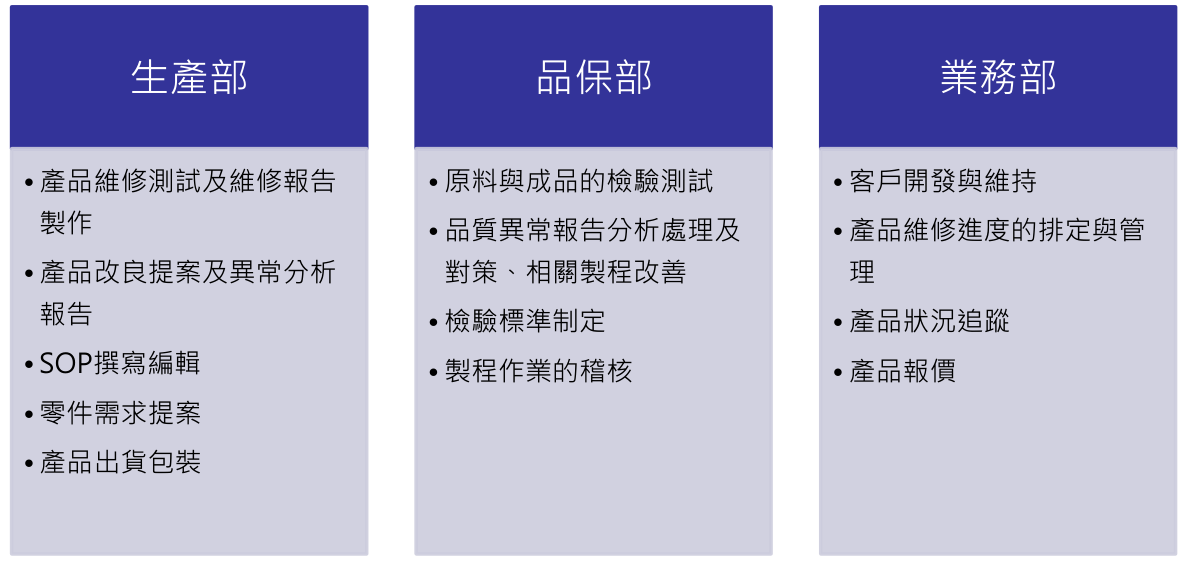 生產部
• 產品維修測試及維修報告
製作
• 產品改良提案及異常分析
報告
• SOP撰寫編輯
• 零件需求提案
• 產品出貨包裝
品保部
• 原料與成品的檢驗測試
• 品質異常報告分析處理及
對策、相關製程改善
• 檢驗標準制定
• 製程作業的稽核
業務部
• 客戶開發與維持
• 產品維修進度的排定與管
理
• 產品狀況追蹤
• 產品報價